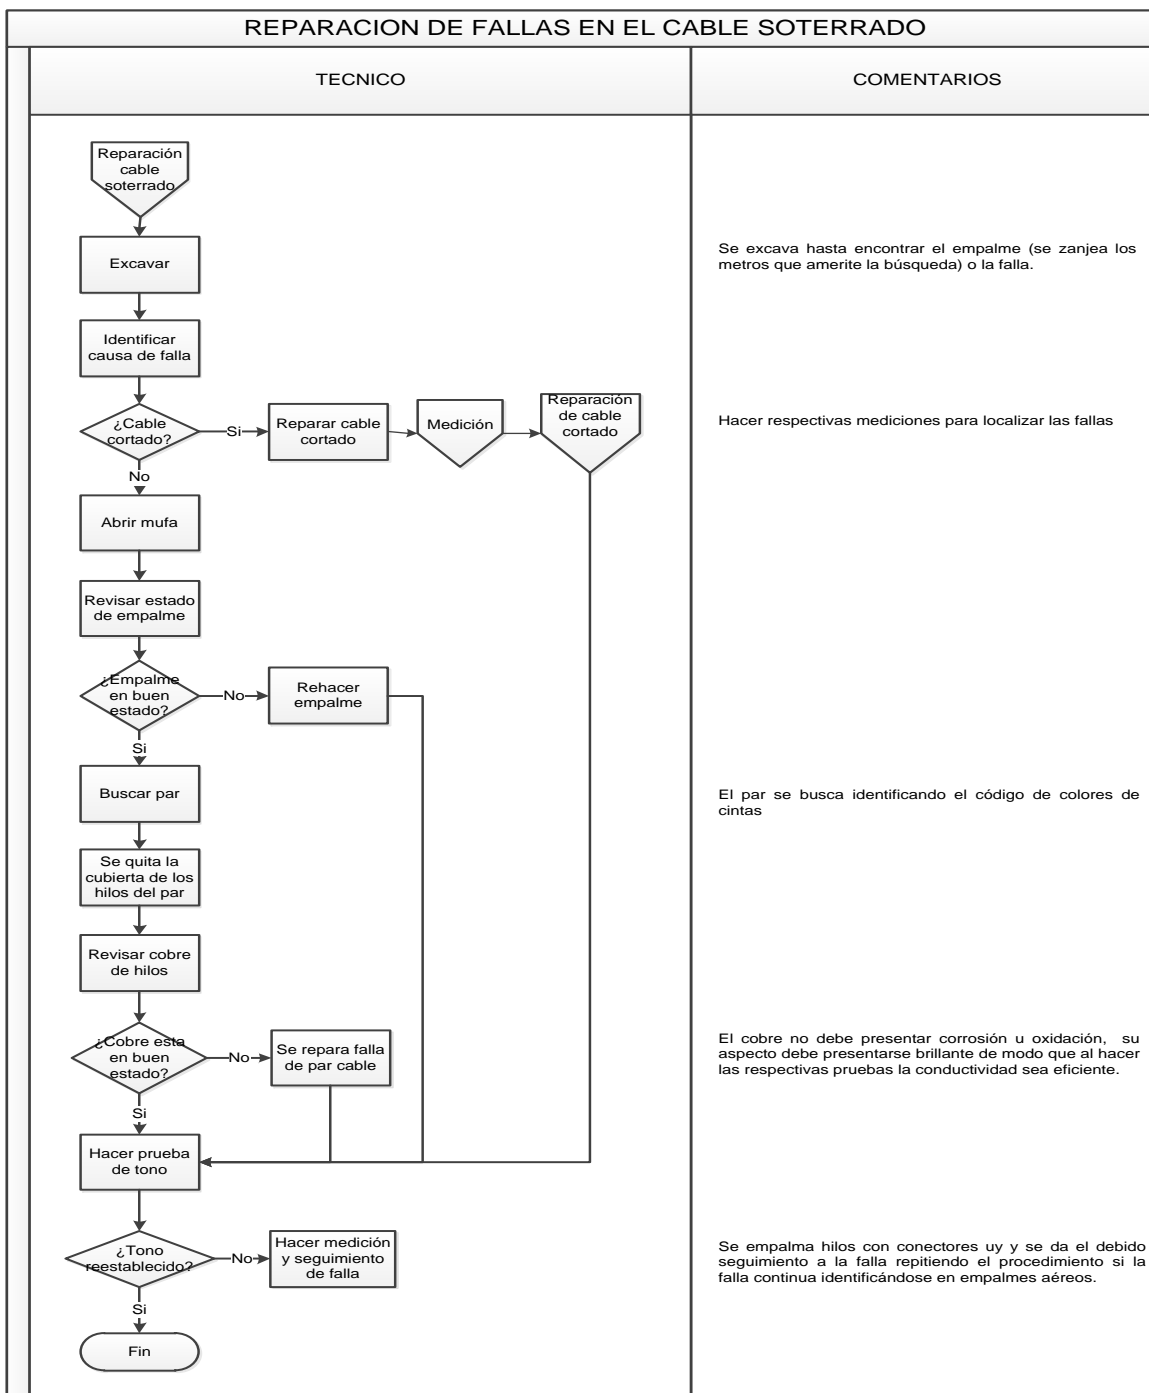 REPARACION DE FALLAS EN EL CABLE SOTERRADO
TECNICO
COMENTARIOS
Reparación
cable
soterrado
Excavar
Se excava hasta encontrar el empalme (se zanjea los
metros que amerite la búsqueda) o la falla.
Identificar
causa de falla
¿Cable
cortado?
Si
Reparar cable
cortado
Medición
Reparación
de cable
cortado
Hacer respectivas mediciones para localizar las fallas
No
Abrir mufa
Revisar estado
de empalme
¿Empalme
en buen
estado?
No
Rehacer
empalme
Si
Buscar par
El par se busca identificando el código de colores de
cintas
Se quita la
cubierta de los
hilos del par
Revisar cobre
de hilos
¿Cobre esta
en buen
estado?
No
Se repara falla
de par cable
El cobre no debe presentar corrosión u oxidación, su
aspecto debe presentarse brillante de modo que al hacer
las respectivas pruebas la conductividad sea eficiente.
Si
Hacer prueba
de tono
¿Tono
reestablecido?
No
Hacer medición
y seguimiento
de falla
Se empalma hilos con conectores uy y se da el debido
seguimiento a la falla repitiendo el procedimiento si la
falla continua identificándose en empalmes aéreos.
Si
Fin